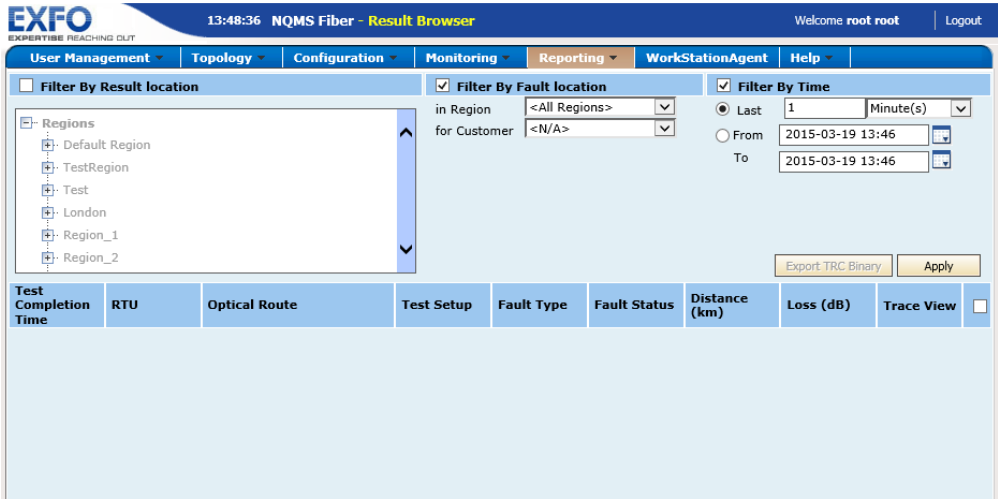 EXFO
EXPERTISE REACHING OUT
13:48:36 NQMS Fiber - Result Browser
Welcome root root
Logout
User Management
Topology
Configuration
Monitoring
Reporting
WorkStationAgent
Help
Filter By Result location
Regions
Default Region
TestRegion
Test
London
Region_1
Region_2
Filter By Fault location
in Region <All Regions>
for Customer <N/A>
Filter By Time
Last 1 Minute(s)
From 2015-03-19 13:46
To 2015-03-19 13:46
Export TRC Binary
Apply
Test
Completion
Time
RTU
Optical Route
Test Setup
Fault Type
Fault Status
Distance
(km)
Loss (dB)
Trace View